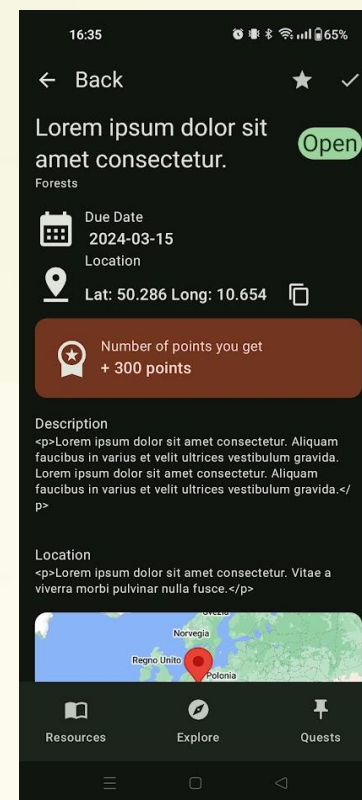 16:35
65%
Back
Lorem ipsum dolor sit
amet consectetur.
Open
Forests
Due Date
2024-03-15
Location
Lat: 50.286 Long: 10.654
Number of points you get
+ 300 points
Description
<p>Lorem ipsum dolor sit amet consectetur. Aliquam
faucibus in varius et velit ultrices vestibulum gravida.
Lorem ipsum dolor sit amet consectetur. Aliquam
faucibus in varius et velit ultrices vestibulum gravida.</
p>
Location
<p>Lorem ipsum dolor sit amet consectetur. Vitae a
viverra morbi pulvinar nulla fusce.</p>
Svezia
Norvegia
Regno Unito
Polonia
Resources
Explore
Quests